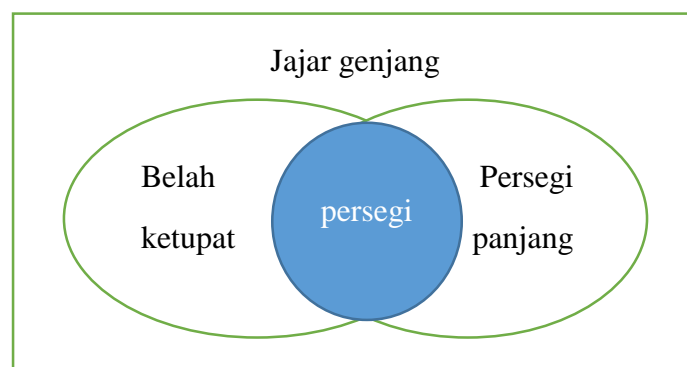 Jajar genjang
Belah
ketupat
persegi
Persegi
panjang